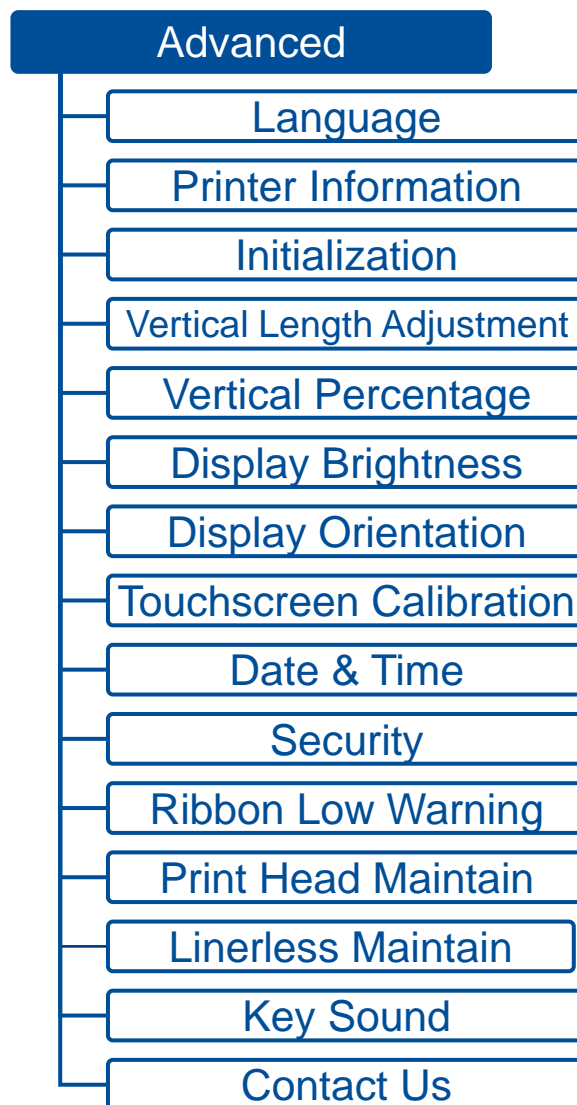 Advanced
Language
Printer Information
Initialization
Vertical Length Adjustment
Vertical Percentage
Display Brightness
Display Orientation
Touchscreen Calibration
Date & Time
Security
Ribbon Low Warning
Print Head Maintain
Linerless Maintain
Key Sound
Contact Us